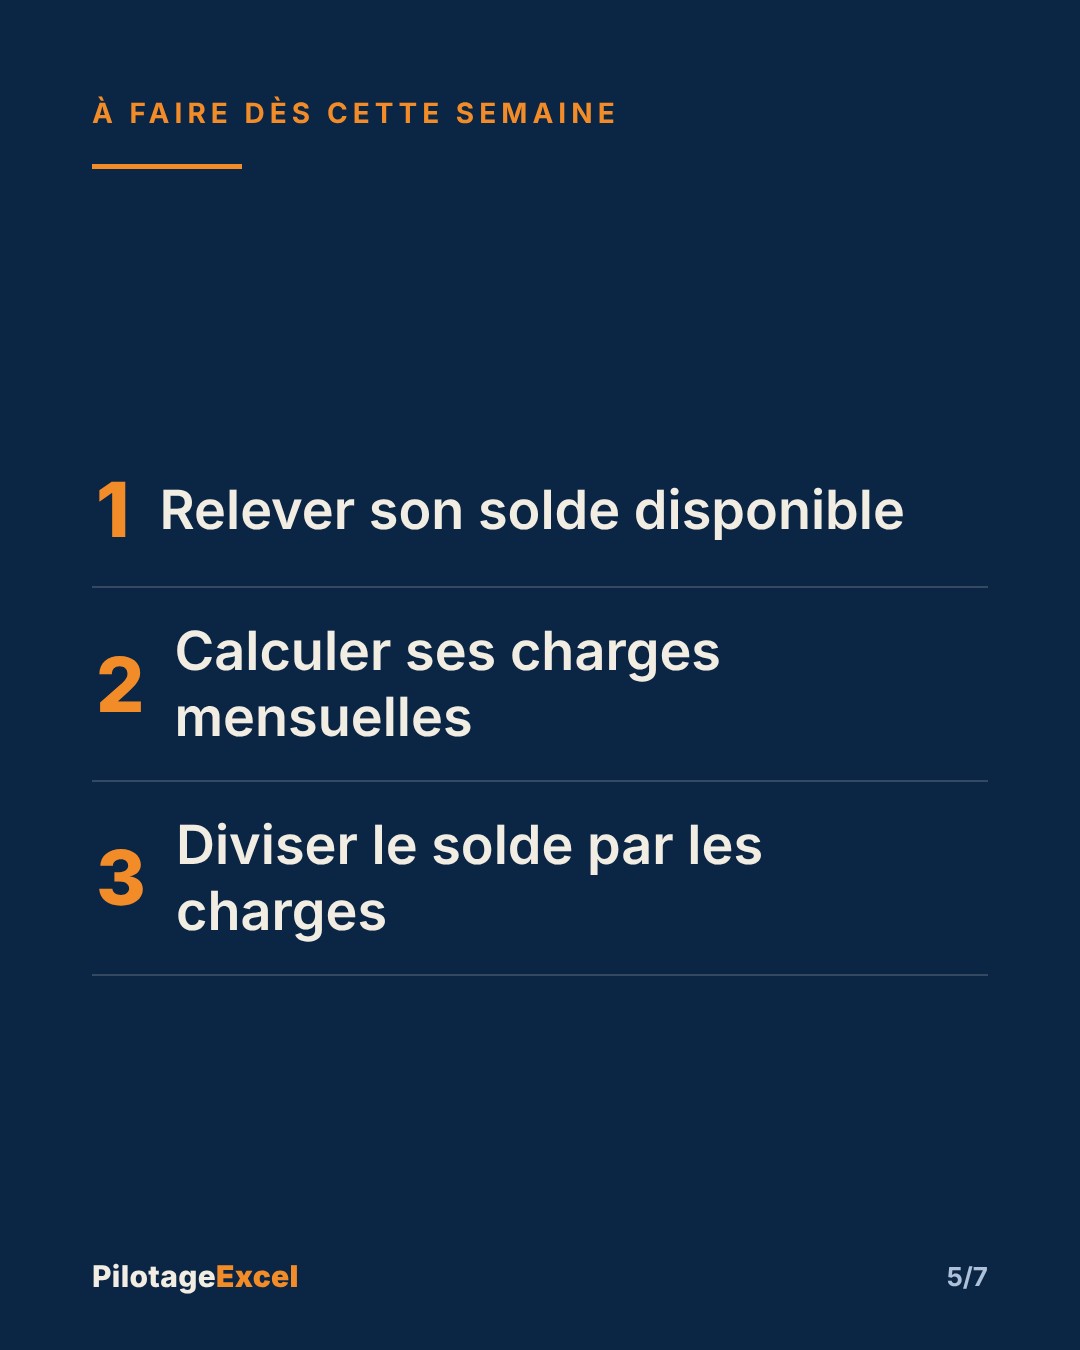 À FAIRE DÈS CETTE SEMAINE
1 Relever son solde disponible
2 Calculer ses charges
mensuelles
3 Diviser le solde par les
charges
PilotageExcel
5/7